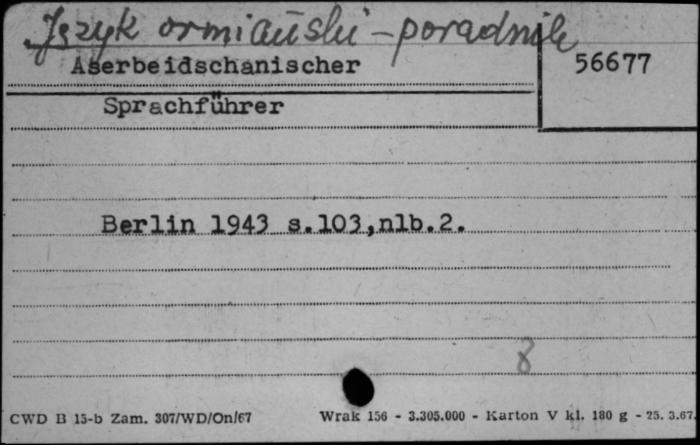 Język ormiański - poradnik
Aserbeidschanischer
56677
Sprachführer
Berlin 1943 s.103,nlb.2.
8
CWD B 15-b Zam. 307/WD/On/67
Wrak 156 - 3.305.000 - Karton V kl. 180 g - 25. 3.67.